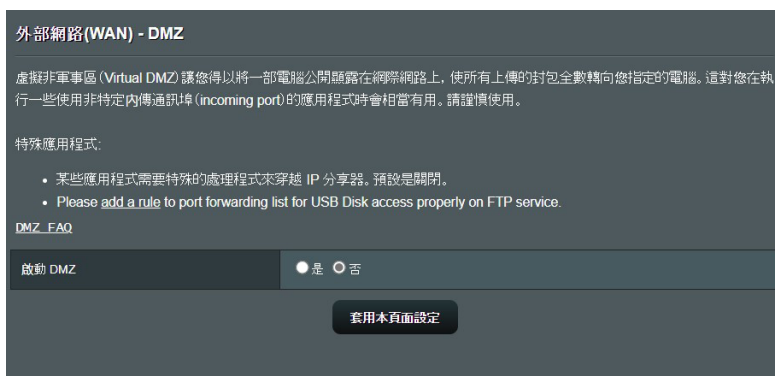 外部網路(WAN) - DMZ
虛擬非軍事區(Virtual DMZ)讓您得以將一部電腦公開顯露在網際網路上，使所有上傳的封包全數轉向您指定的電腦。這對您在執
行一些使用非特定內傳通訊埠(incoming port)的應用程式時會相當有用。請謹慎使用。
特殊應用程式:
• 某些應用程式需要特殊的處理程式來穿越 IP 分享器。預設是關閉。
• Please add a rule to port forwarding list for USB Disk access properly on FTP service.
DMZ FAQ
啟動 DMZ
是 否
套用本頁面設定